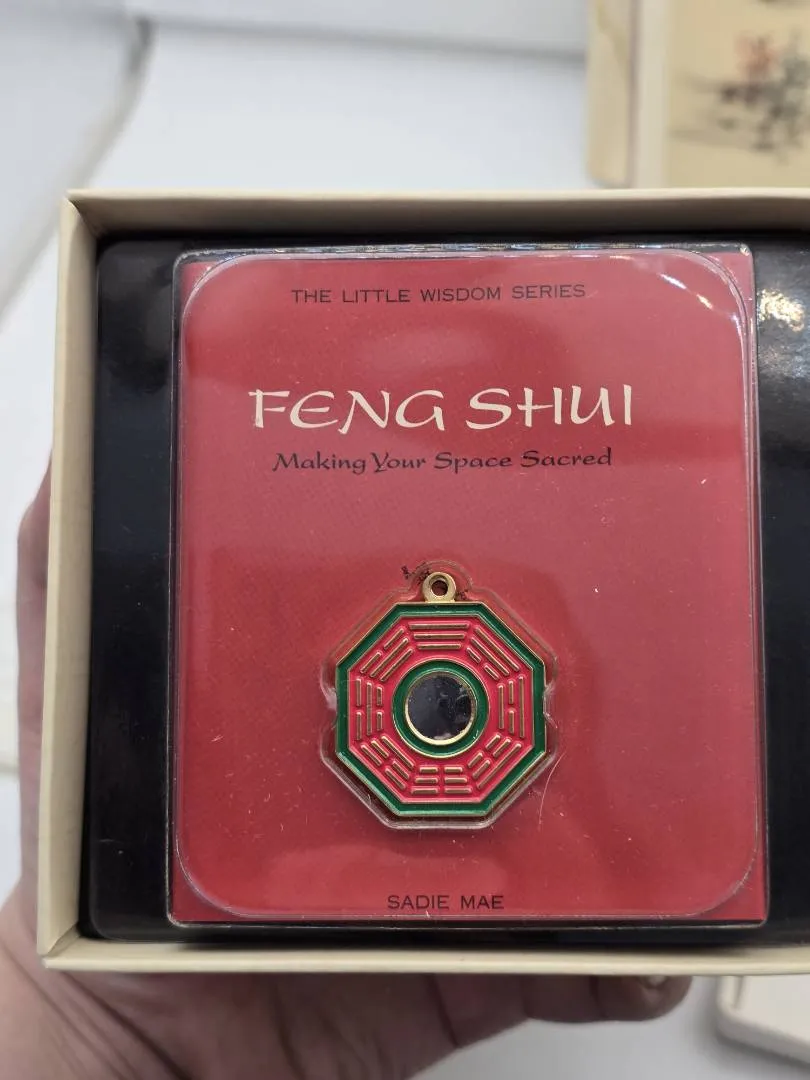 THE LITTLE WISDOM SERIES
FENG SHUI
Making Your Space Sacred
SADIE MAE